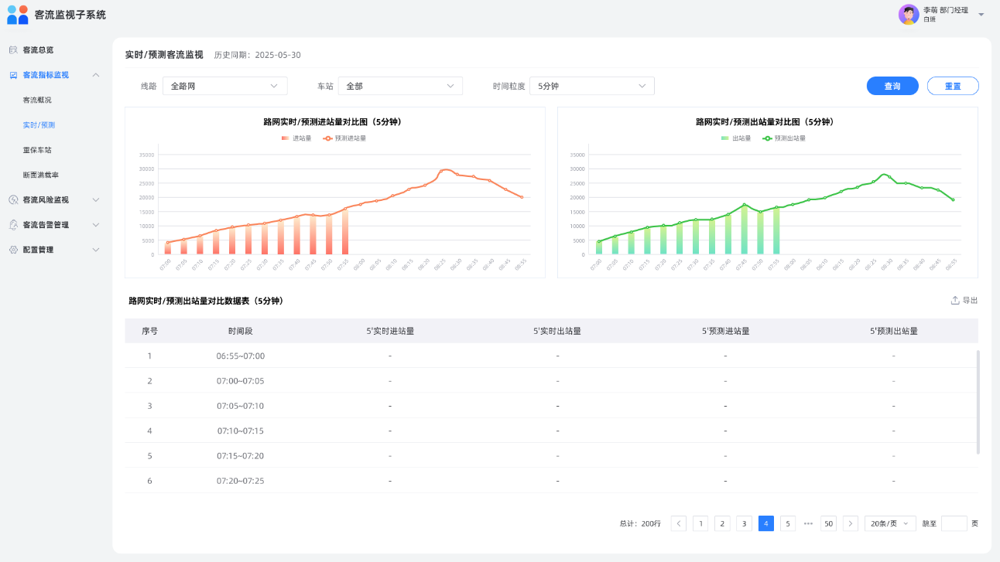 客流监视子系统
李萌 部门经理
白班
客流总览
客流指标监视
客流概况
实时/预测
重保车站
断面满载率
客流风险监视
客流告警管理
配置管理
实时/预测客流监视 历史同期：2025-05-30
线路 全路网 车站 全部 时间粒度 5分钟 查询 重置
路网实时/预测进站量对比图（5分钟）
进站量 预测进站量
35000
30000
25000
20000
15000
10000
5000
0
07:00 07:05 07:10 07:15 07:20 07:25 07:30 07:35 07:40 07:45 07:50 07:55 08:00 08:05 08:10 08:15 08:20 08:25 08:30 08:35 08:40 08:45 08:55
路网实时/预测出站量对比图（5分钟）
出站量 预测出站量
35000
30000
25000
20000
15000
10000
5000
0
07:00 07:05 07:10 07:15 07:20 07:25 07:30 07:35 07:40 07:45 07:50 07:55 08:00 08:05 08:10 08:15 08:20 08:25 08:30 08:35 08:40 08:45 08:55
路网实时/预测出站量对比数据表（5分钟） 导出
序号 时间段 5'实时进站量 5'实时出站量 5'预测进站量 5'预测出站量
1 06:55~07:00 - - - -
2 07:00~07:05 - - - -
3 07:05~07:10 - - - -
4 07:10~07:15 - - - -
5 07:15~07:20 - - - -
6 07:20~07:25 - - - -
总计：200行 1 2 3 4 5 ••• 50 20条/页 跳至 页